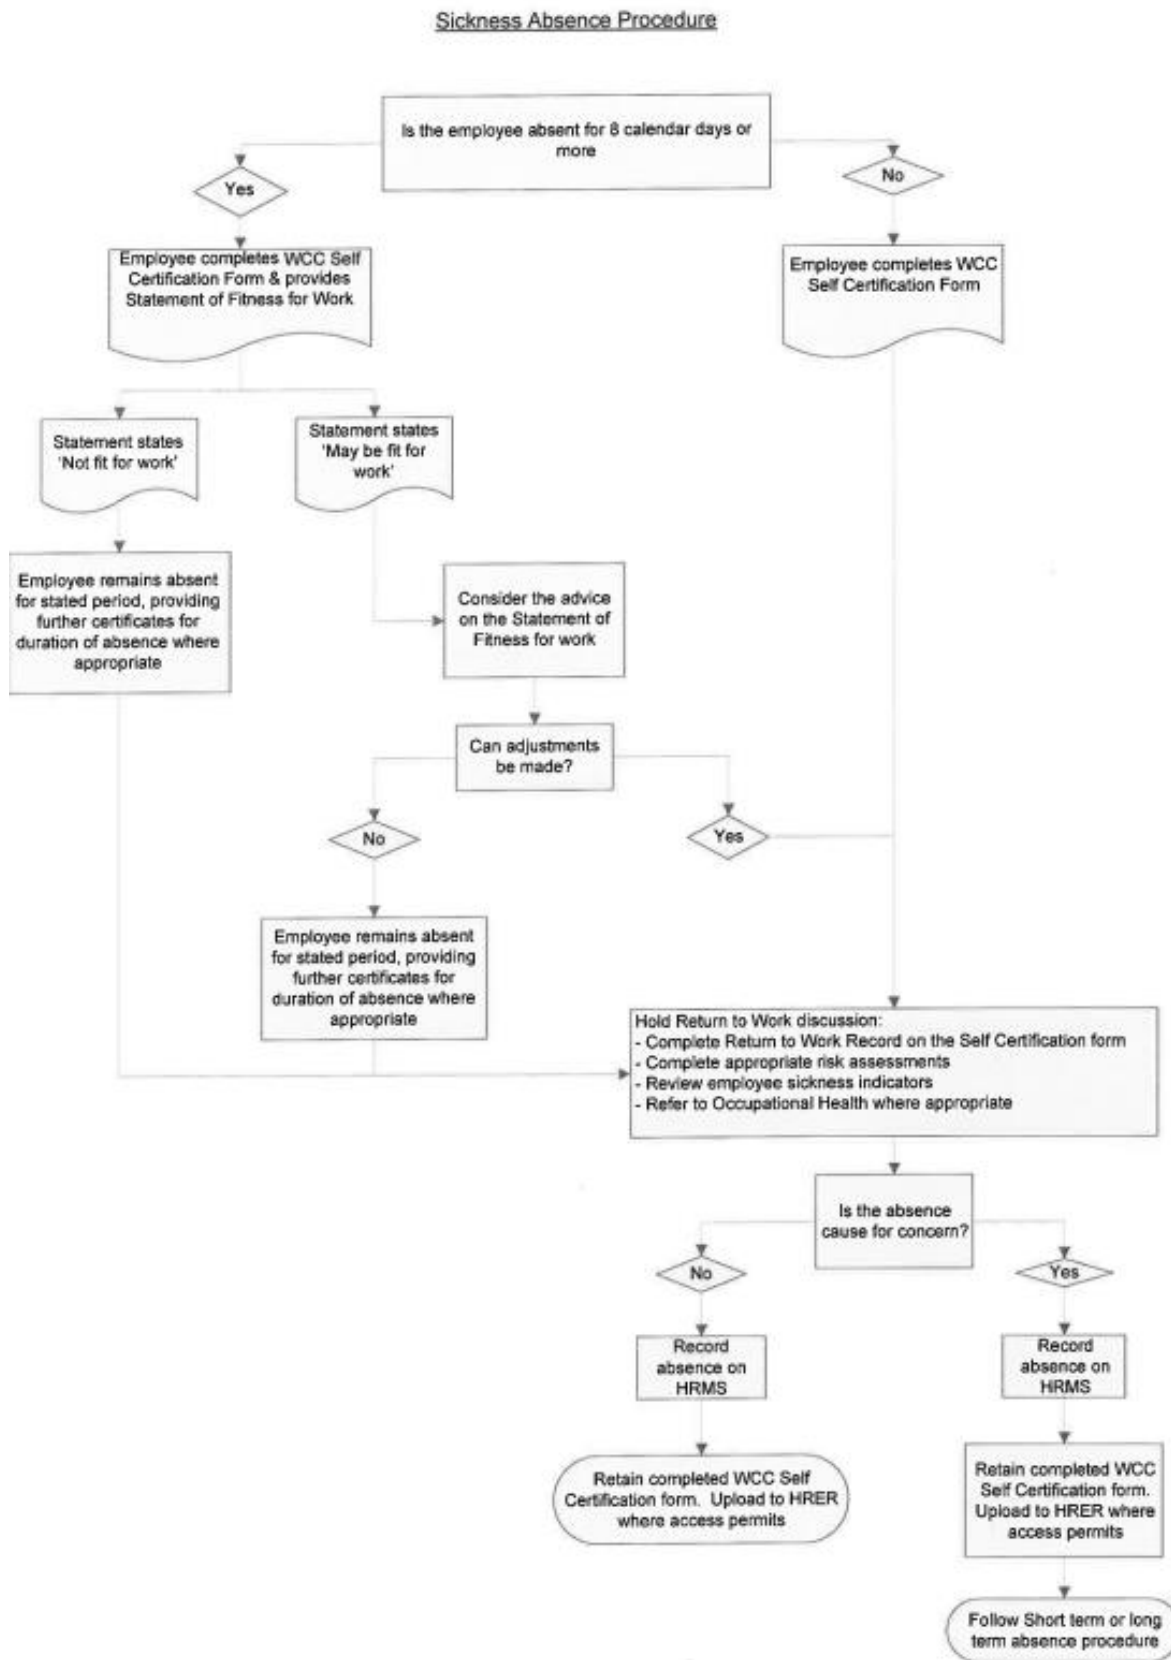 Sickness Absence Procedure
Is the employee absent for 8 calendar days or
more
Yes
No
Employee completes WCC Self
Certification Form & provides
Statement of Fitness for Work
Employee completes WCC
Self Certification Form
Statement states
'Not fit for work'
Statement states
'May be fit for
work'
Employee remains absent
for stated period, providing
further certificates for
duration of absence where
appropriate
Consider the advice
on the Statement of
Fitness for work
Can adjustments
be made?
No
Yes
Employee remains absent
for stated period, providing
further certificates for
duration of absence where
appropriate
Hold Return to Work discussion:
- Complete Return to Work Record on the Self Certification form
- Complete appropriate risk assessments
- Review employee sickness indicators
- Refer to Occupational Health where appropriate
Is the absence
cause for concern?
No
Yes
Record
absence on
HRMS
Record
absence on
HRMS
Retain completed WCC Self
Certification form. Upload to HRER
where access permits
Retain completed WCC
Self Certification form.
Upload to HRER where
access permits
Follow Short term or long
term absence procedure